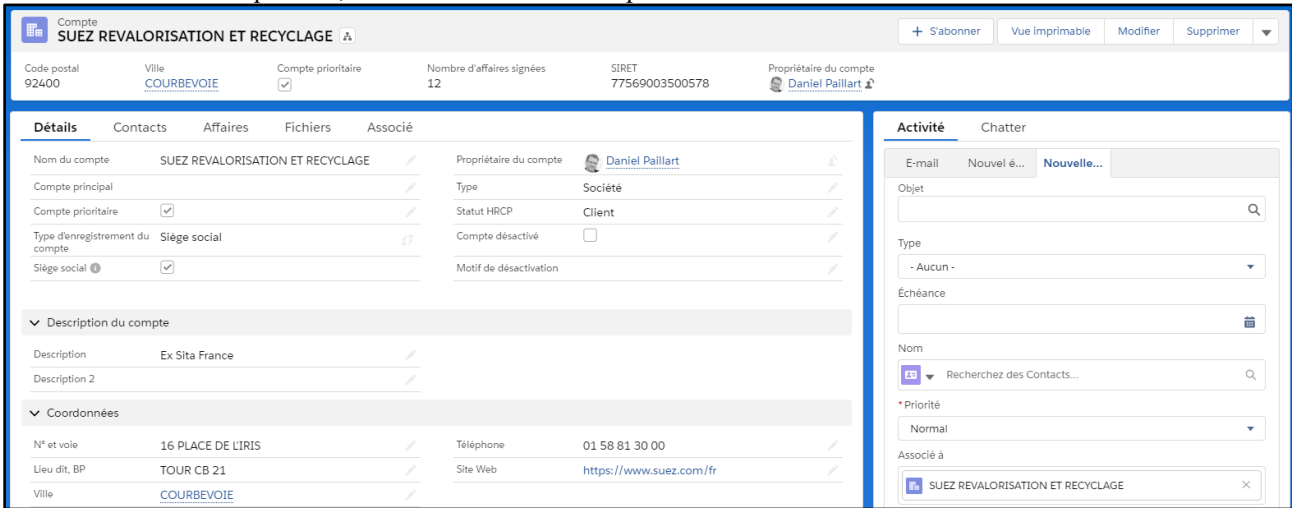 Compte
SUEZ REVALORISATION ET RECYCLAGE
+ S'abonner Vue imprimable Modifier Supprimer
Code postal Ville Compte prioritaire Nombre d'affaires signées SIRET Propriétaire du compte
92400 COURBEVOIE 12 77569003500578 Daniel Paillart
Détails Contacts Affaires Fichiers Associé
Nom du compte SUEZ REVALORISATION ET RECYCLAGE Propriétaire du compte Daniel Paillart
Compte principal Type Société
Compte prioritaire Statut HRCP Client
Type d'enregistrement du compte Siège social Compte désactivé
Siège social Motif de désactivation
Description du compte
Description Ex Sita France
Description 2
Coordonnées
N° et voie 16 PLACE DE L'IRIS Téléphone 01 58 81 30 00
Lieu dit, BP TOUR CB 21 Site Web https://www.suez.com/fr
Ville COURBEVOIE
Activité Chatter
E-mail Nouvel é... Nouvelle...
Objet
Type
- Aucun -
Échéance
Nom
Recherchez des Contacts...
* Priorité
Normal
Associé à
SUEZ REVALORISATION ET RECYCLAGE